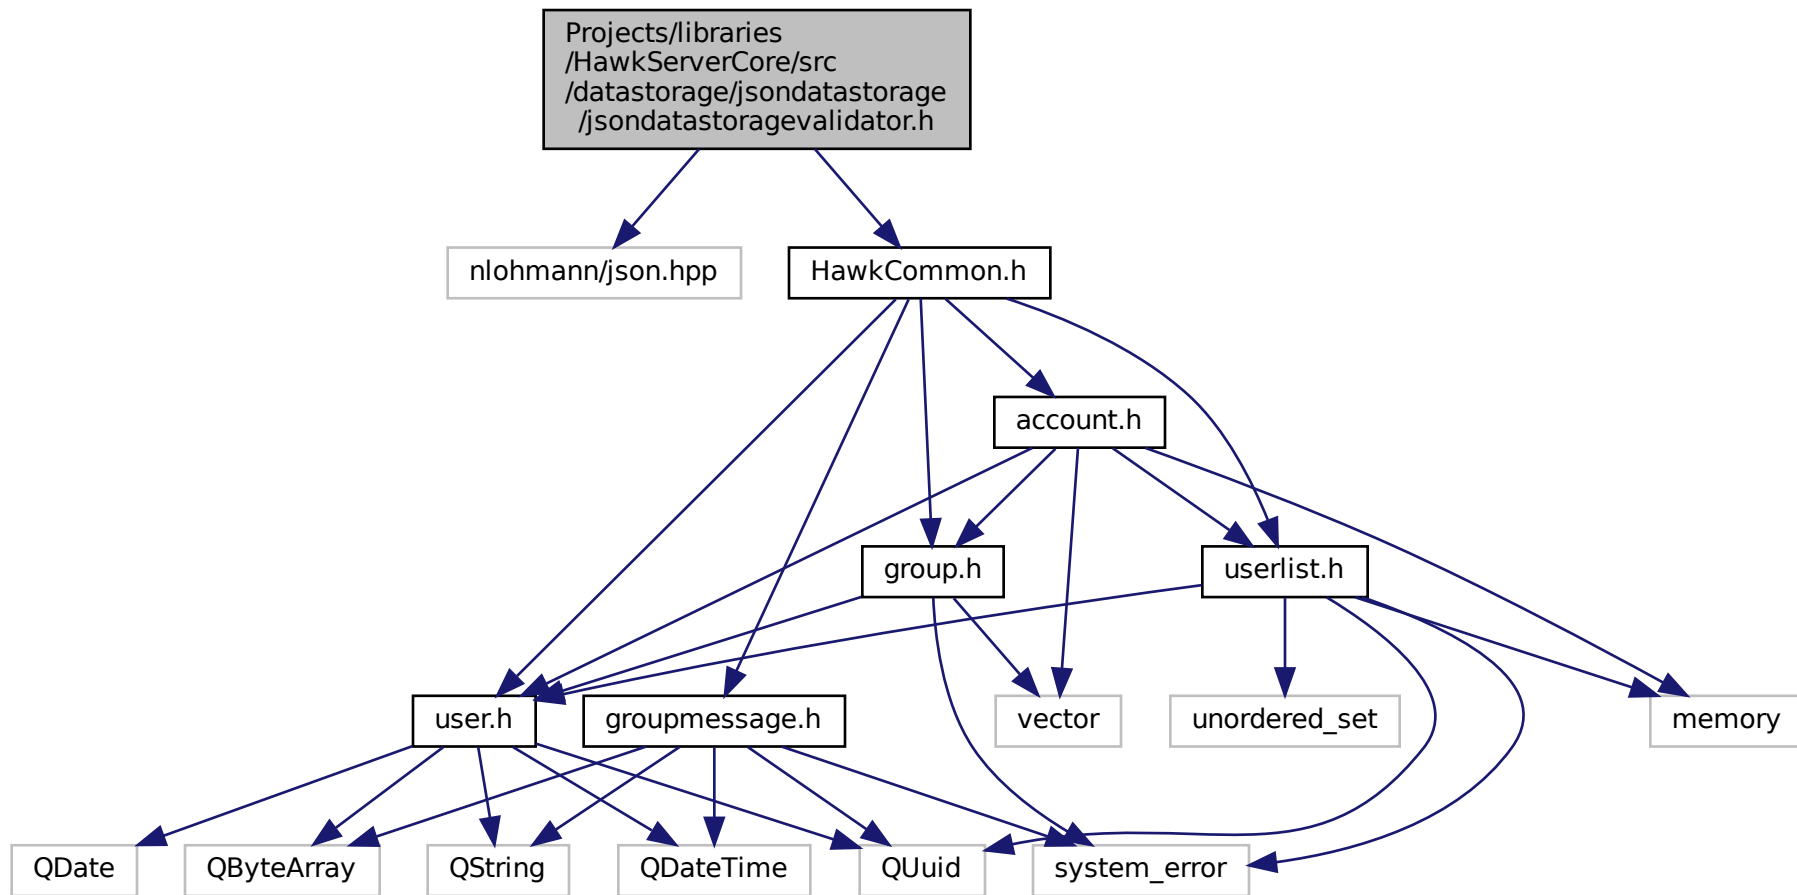 Projects/libraries
/HawkServerCore/src
/datastorage/jsondatastorage
/jsondatastoragevalidator.h
nlohmann/json.hpp
HawkCommon.h
account.h
group.h
userlist.h
user.h
groupmessage.h
vector
unordered_set
memory
QDate
QByteArray
QString
QDateTime
QUuid
system_error